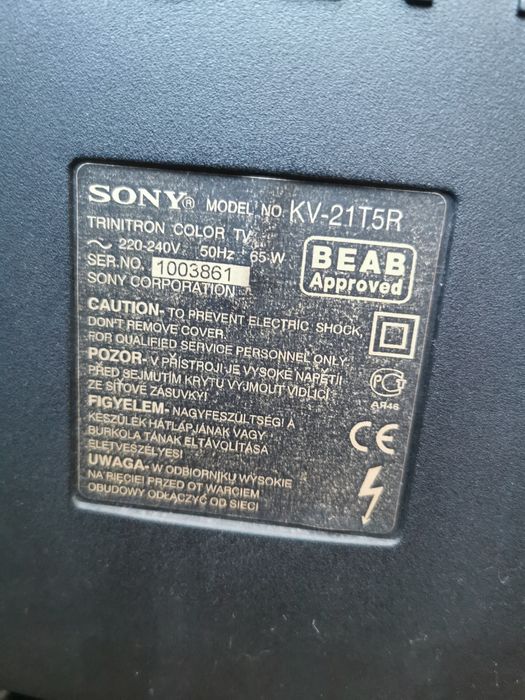 SONY® MODEL NO. KV-21T5R
TRINITRON COLOR TV
~ 220-240V 50Hz 65 W
SER.NO. 1003861
SONY CORPORATION
BEAB
Approved
CAUTION- TO PREVENT ELECTRIC SHOCK,
DON'T REMOVE COVER.
FOR QUALIFIED SERVICE PERSONNEL ONLY.
POZOR- V PŘÍSTROJI JE VYSOKÉ NAPĚTÍ!
PŘED SEJMUTÍM KRYTU VYJMOUT VIDLICI
ZE SÍŤOVÉ ZÁSUVKY!
FIGYELEM- NAGYFESZÜLTSÉG! A
KÉSZÜLÉK HÁTLAPJÁNAK VAGY
BURKOLATÁNAK ELTÁVOLÍTÁSA
ÉLETVESZÉLYES!
UWAGA- W ODBIORNIKU WYSOKIE
NAPIĘCIE! PRZED OTWARCIEM
OBUDOWY ODŁĄCZYĆ OD SIECI
АЯ46
CE